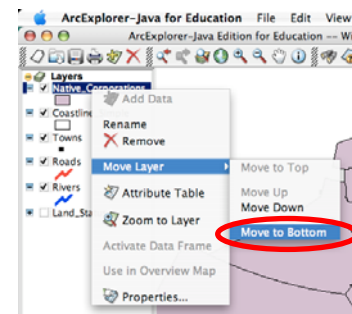 ArcExplorer-Java for Education File Edit View
ArcExplorer-Java Edition for Education -- Wi
Layers
Native_Corporations
Add Data
Coastline
Rename
Remove
Towns
Move Layer
Move to Top
Roads
Attribute Table
Move Up
Move Down
Rivers
Zoom to Layer
Move to Bottom
Land_Sta
Activate Data Frame
Use in Overview Map
Properties...